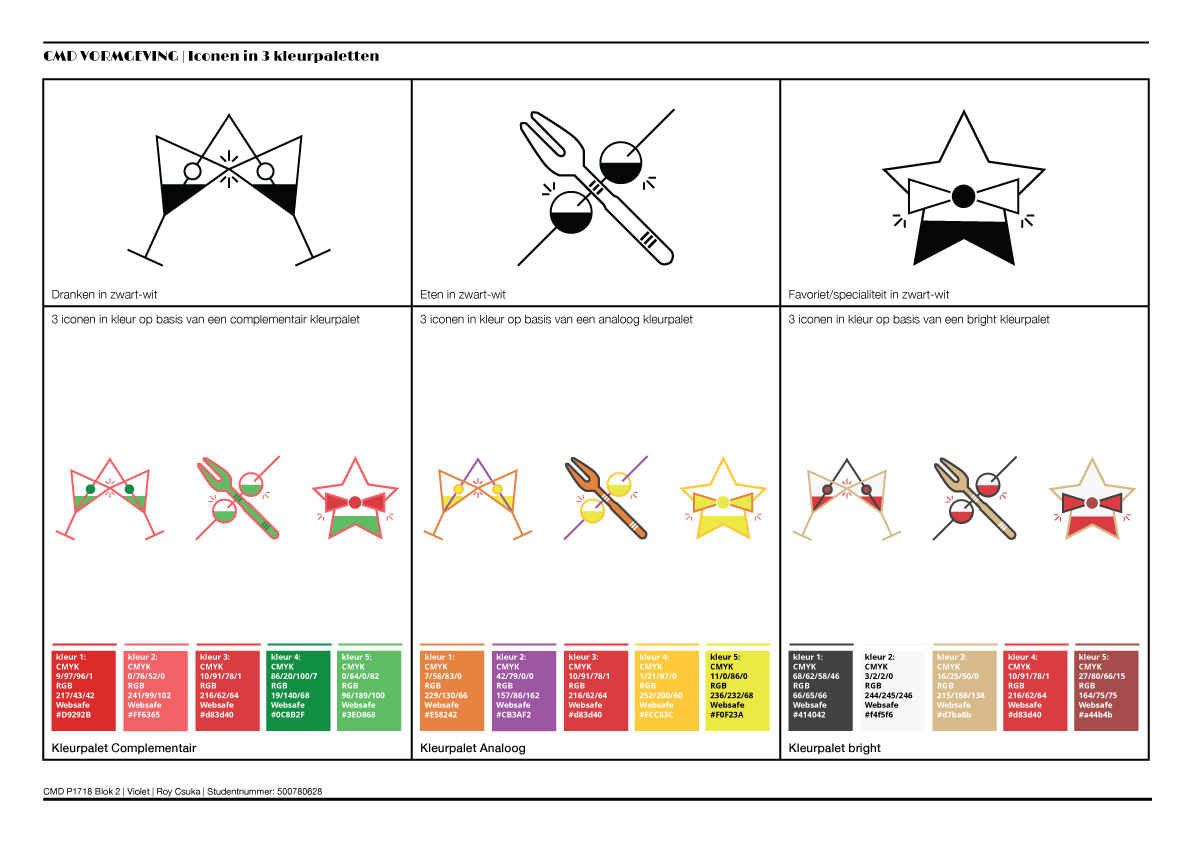 CMD VORMGEVING | Iconen in 3 kleurpaletten
Dranken in zwart-wit
Eten in zwart-wit
Favoriet/specialiteit in zwart-wit
3 iconen in kleur op basis van een complementair kleurpalet
3 iconen in kleur op basis van een analoog kleurpalet
3 iconen in kleur op basis van een bright kleurpalet
kleur 1:
CMYK
9/97/96/1
RGB
217/43/42
Websafe
#D9292B
kleur 2:
CMYK
0/76/52/0
RGB
241/99/102
Websafe
#FF6365
kleur 3:
CMYK
10/91/78/1
RGB
216/62/64
Websafe
#d83d40
kleur 4:
CMYK
86/20/100/7
RGB
19/140/68
Websafe
#0C8B2F
kleur 5:
CMYK
0/64/0/82
RGB
96/189/100
Websafe
#3ED868
Kleurpalet Complementair
kleur 1:
CMYK
7/58/83/0
RGB
229/130/66
Websafe
#E58242
kleur 2:
CMYK
42/79/0/0
RGB
157/86/162
Websafe
#CB3AF2
kleur 3:
CMYK
10/91/78/1
RGB
216/62/64
Websafe
#d83d40
kleur 4:
CMYK
1/21/87/0
RGB
252/200/60
Websafe
#FCC83C
kleur 5:
CMYK
11/0/86/0
RGB
236/232/68
Websafe
#F0F23A
Kleurpalet Analoog
kleur 1:
CMYK
68/62/58/46
RGB
66/65/66
Websafe
#414042
kleur 2:
CMYK
3/2/2/0
RGB
244/245/246
Websafe
#f4f5f6
kleur 3:
CMYK
16/25/50/0
RGB
215/186/138
Websafe
#d7ba8b
kleur 4:
CMYK
10/91/78/1
RGB
216/62/64
Websafe
#d83d40
kleur 5:
CMYK
27/80/66/15
RGB
164/75/75
Websafe
#a44b4b
Kleurpalet bright
CMD P1718 Blok 2 | Violet | Roy Csuka | Studentnummer: 500780628